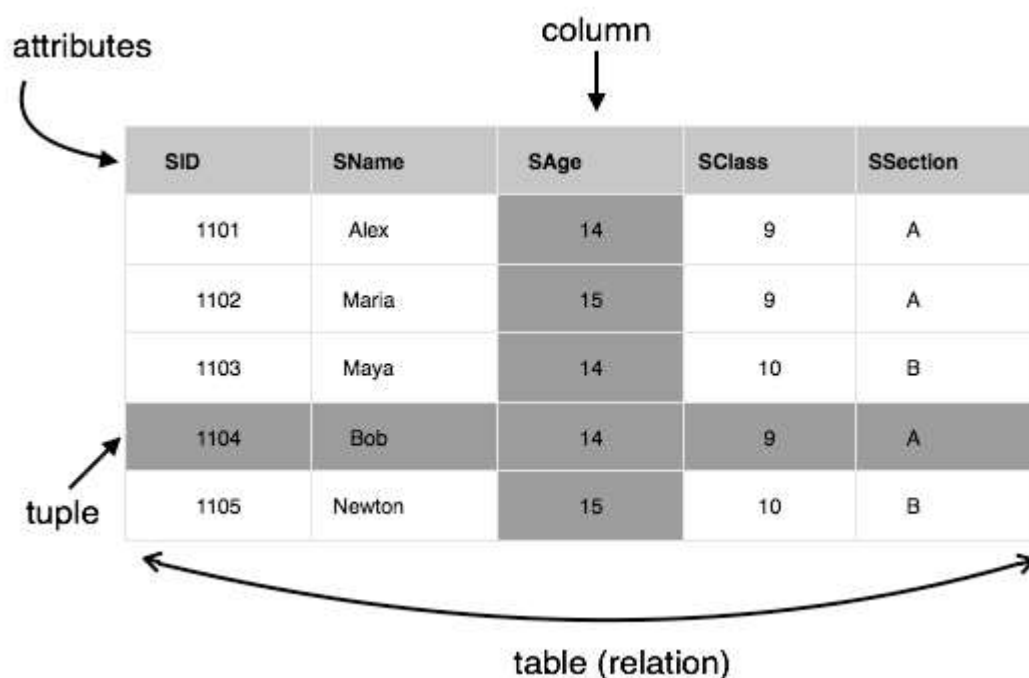 attributes
column
SID SName SAge SClass SSection
1101 Alex 14 9 A
1102 Maria 15 9 A
1103 Maya 14 10 B
1104 Bob 14 9 A
tuple
1105 Newton 15 10 B
table (relation)